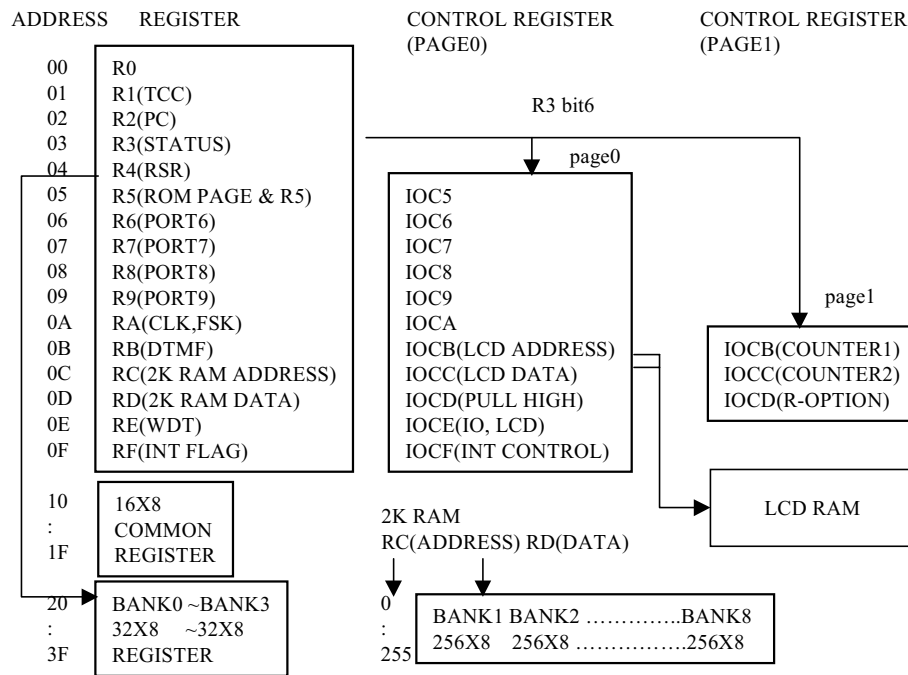 ADDRESS REGISTER CONTROL REGISTER CONTROL REGISTER
(PAGE0) (PAGE1)
00 R0
01 R1(TCC)
02 R2(PC) R3 bit6
03 R3(STATUS)
04 R4(RSR) page0
05 R5(ROM PAGE & R5) IOC5
06 R6(PORT6) IOC6
07 R7(PORT7) IOC7
08 R8(PORT8) IOC8
09 R9(PORT9) IOC9 page1
0A RA(CLK,FSK) IOCA
0B RB(DTMF) IOCB(LCD ADDRESS) IOCB(COUNTER1)
0C RC(2K RAM ADDRESS) IOCC(LCD DATA) IOCC(COUNTER2)
0D RD(2K RAM DATA) IOCD(PULL HIGH) IOCD(R-OPTION)
0E RE(WDT) IOCE(IO, LCD)
0F RF(INT FLAG) IOCF(INT CONTROL)
10 16X8 LCD RAM
: COMMON 2K RAM
1F REGISTER RC(ADDRESS) RD(DATA)
20 BANK0 ~BANK3 0 BANK1 BANK2 …………..BANK8
: 32X8 ~32X8 : 256X8 256X8 …………….256X8
3F REGISTER 255